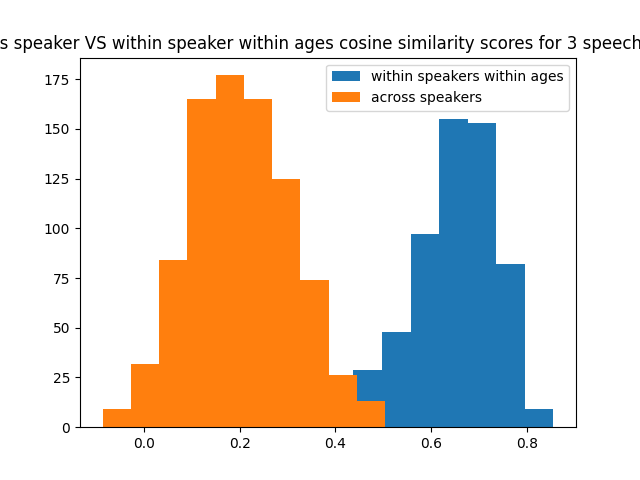 s speaker VS within speaker within ages cosine similarity scores for 3 speech
within speakers within ages
across speakers
175
150
125
100
75
50
25
0
0.0 0.2 0.4 0.6 0.8